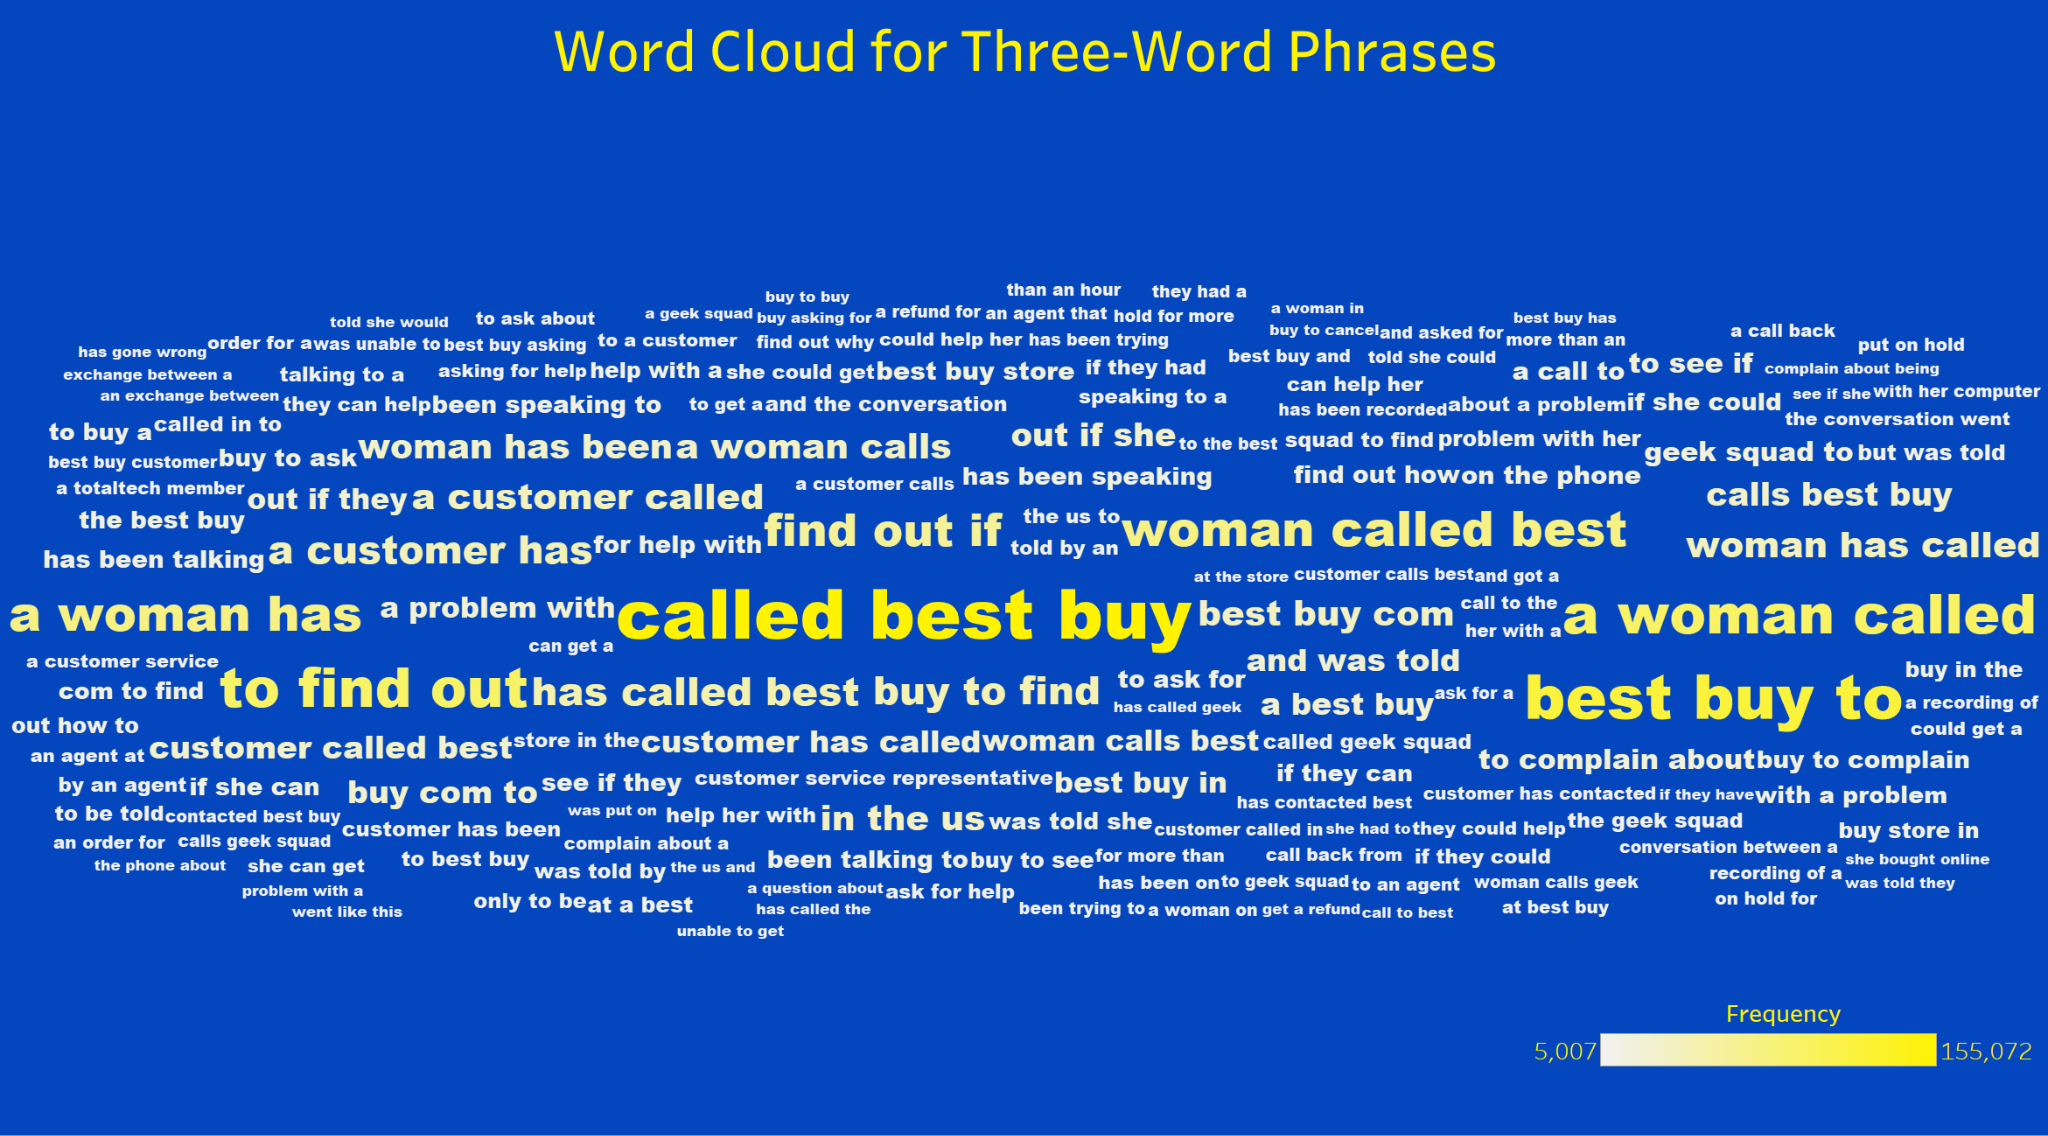 Word Cloud for Three-Word Phrases
than an hour they had a
buy to buy
told she would to ask about a geek squad buy asking for a refund for an agent that hold for more a woman in best buy has
has gone wrong order for a was unable to best buy asking to a customer find out why could help her has been trying buy to cancel and asked for more than an a call back put on hold
exchange between a talking to a asking for help help with a she could get best buy store if they had best buy and told she could a call to to see if complain about being
an exchange between they can help been speaking to to get a and the conversation speaking to a can help her has been recorded about a problem if she could see if she with her computer
to buy a called in to the conversation went
best buy customer buy to ask woman has been a woman calls out if she to the best squad to find problem with her geek squad to but was told
a totaltech member out if they a customer called a customer calls has been speaking find out how on the phone calls best buy
the best buy find out if the us to woman called best
has been talking a customer has for help with told by an woman has called
at the store customer calls best and got a
a woman has a problem with called best buy best buy com call to the a woman called
can get a her with a
a customer service and was told buy in the
com to find to find out has called best buy to find to ask for a best buy ask for a best buy to a recording of
has called geek
out how to could get a
an agent at customer called best store in the customer has called woman calls best called geek squad to complain about buy to complain
by an agent if she can buy com to see if they customer service representative best buy in if they can customer has contacted if they have with a problem
to be told contacted best buy was put on help her with in the us was told she has contacted best the geek squad
an order for calls geek squad customer has been complain about a customer called in she had to they could help buy store in
the phone about she can get to best buy was told by the us and been talking to buy to see for more than call back from if they could conversation between a she bought online
problem with a a question about ask for help has been on to geek squad to an agent woman calls geek recording of a was told they
went like this only to be at a best has called the been trying to a woman on get a refund call to best at best buy on hold for
unable to get
Frequency
5,007 155,072